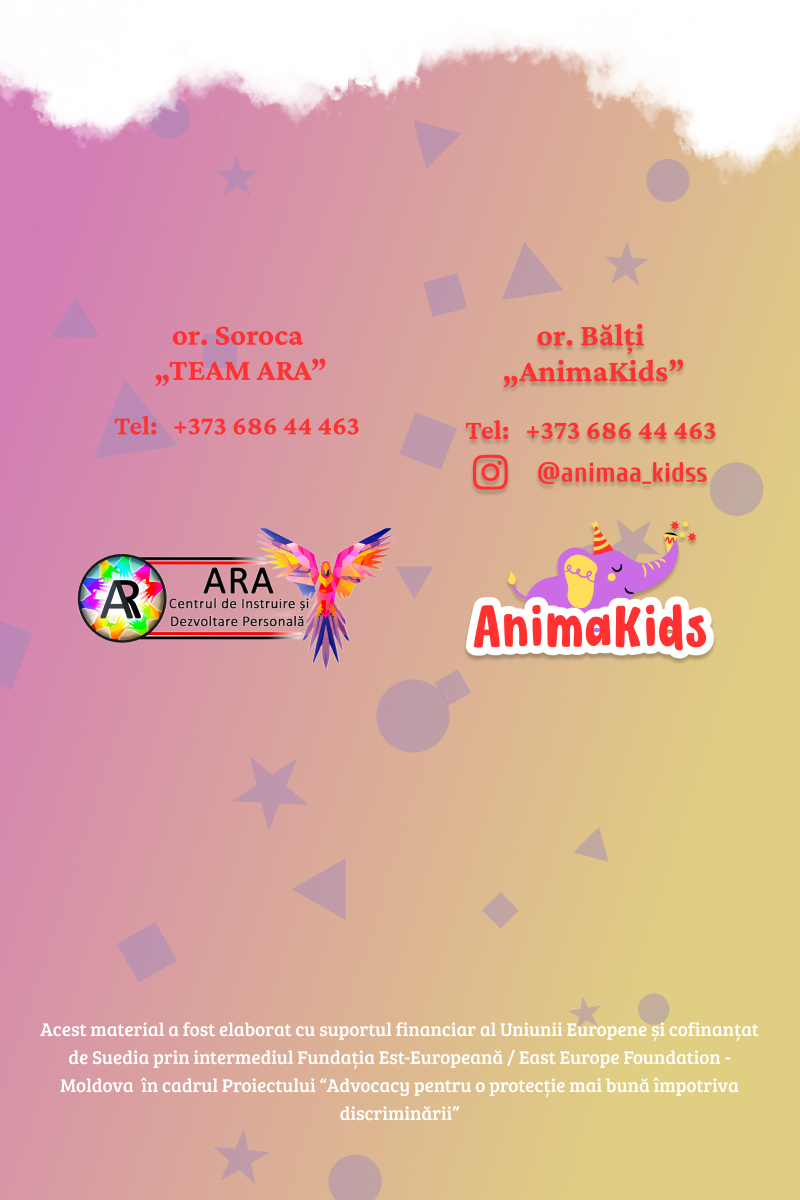 or. Soroca
„TEAM ARA”
Tel: +373 686 44 463
or. Bălți
„AnimaKids”
Tel: +373 686 44 463
@animaa_kidss
AR
ARA
Centrul de Instruire și
Dezvoltare Personală
AnimaKids
Acest material a fost elaborat cu suportul financiar al Uniunii Europene și cofinanțat
de Suedia prin intermediul Fundația Est-Europeană / East Europe Foundation -
Moldova în cadrul Proiectului “Advocacy pentru o protecție mai bună împotriva
discriminării”